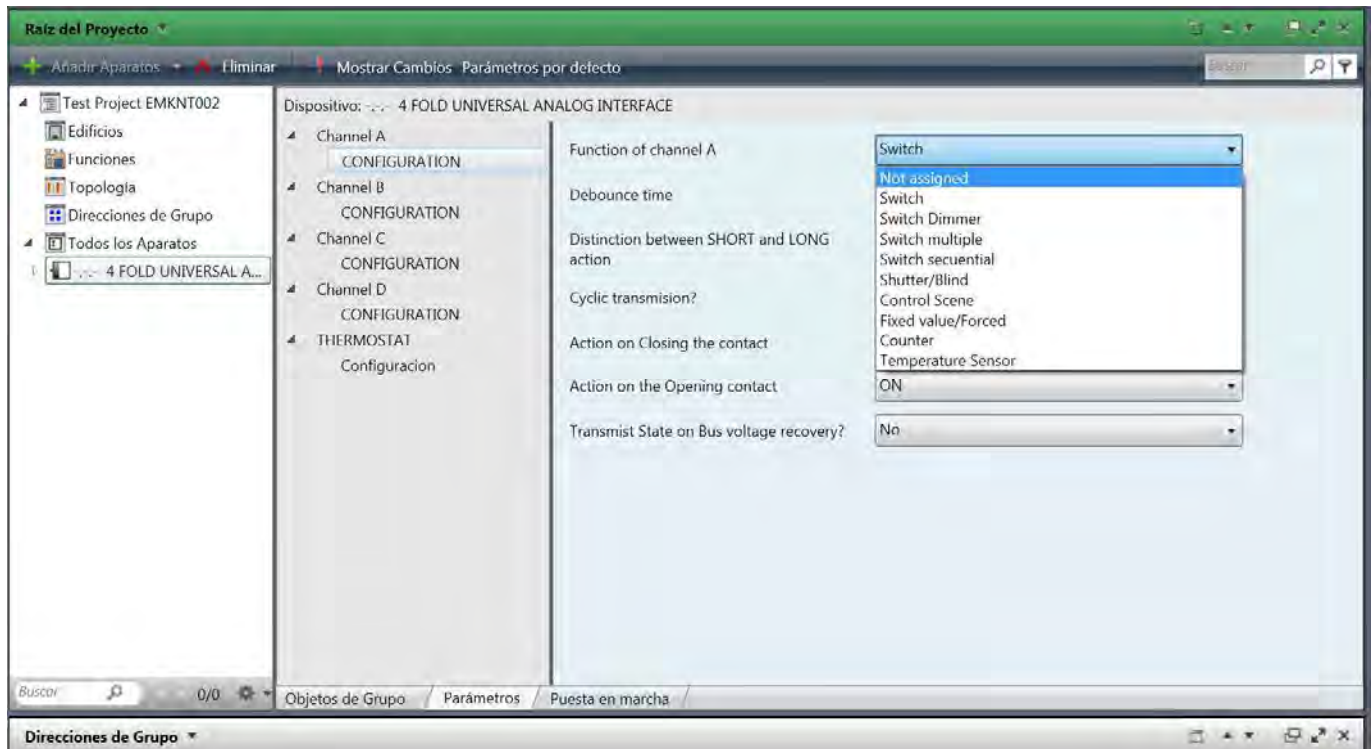 Raíz del Proyecto
Añadir Aparatos Eliminar Mostrar Cambios Parámetros por defecto Buscar
Test Project EMKNT002
Edificios
Funciones
Topología
Direcciones de Grupo
Todos los Aparatos
-.-.- 4 FOLD UNIVERSAL A...
Buscar 0/0
Dispositivo: -.-.- 4 FOLD UNIVERSAL ANALOG INTERFACE
Channel A
CONFIGURATION
Channel B
CONFIGURATION
Channel C
CONFIGURATION
Channel D
CONFIGURATION
THERMOSTAT
Configuracion
Function of channel A
Switch
Not assigned
Switch
Switch Dimmer
Switch multiple
Switch secuential
Shutter/Blind
Control Scene
Fixed value/Forced
Counter
Temperature Sensor
Debounce time
Distinction between SHORT and LONG
action
Cyclic transmision?
Action on Closing the contact
Action on the Opening contact
ON
Transmist State on Bus voltage recovery?
No
Objetos de Grupo Parámetros Puesta en marcha
Direcciones de Grupo